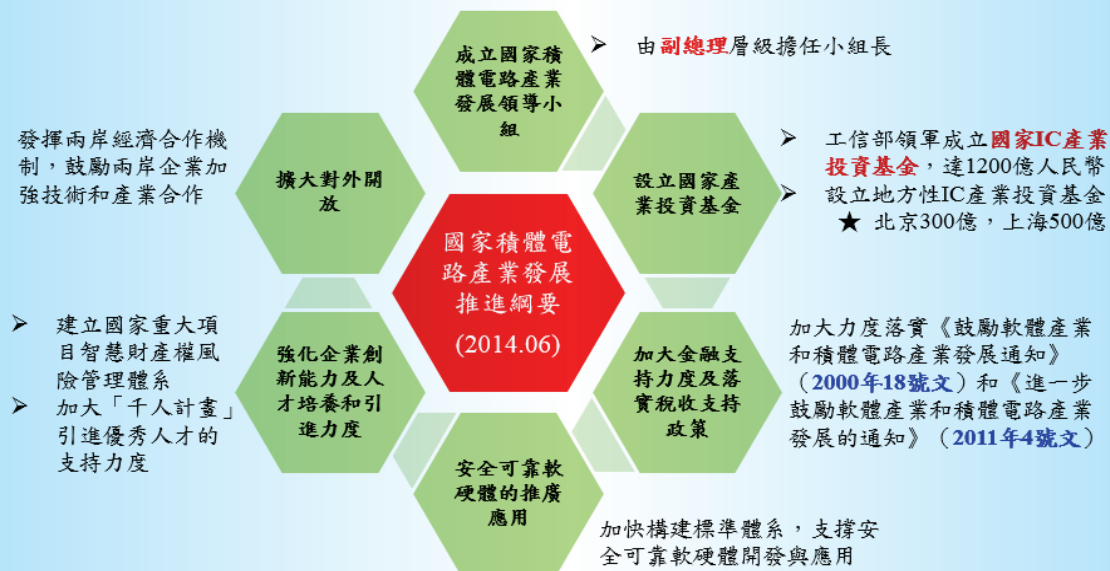 成立國家積
體電路產業
發展領導小
組
➢ 由副總理層級擔任小組長
設立國家產
業投資基金
➢ 工信部領軍成立國家IC產業
投資基金，達1200億人民幣
➢ 設立地方性IC產業投資基金
★ 北京300億，上海500億
加大金融支
持力度及落
實稅收支持
政策
加大力度落實《鼓勵軟體產業
和積體電路產業發展通知》
（2000年18號文）和《進一步
鼓勵軟體產業和積體電路產業
發展的通知》（2011年4號文）
安全可靠軟
硬體的推廣
應用
加快構建標準體系，支撐安
全可靠軟硬體開發與應用
強化企業創
新能力及人
才培養和引
進力度
➢ 建立國家重大項
目智慧財產權風
險管理體系
➢ 加大「千人計畫」
引進優秀人才的
支持力度
擴大對外開
放
發揮兩岸經濟合作機
制，鼓勵兩岸企業加
強技術和產業合作
國家積體電
路產業發展
推進綱要
(2014.06)